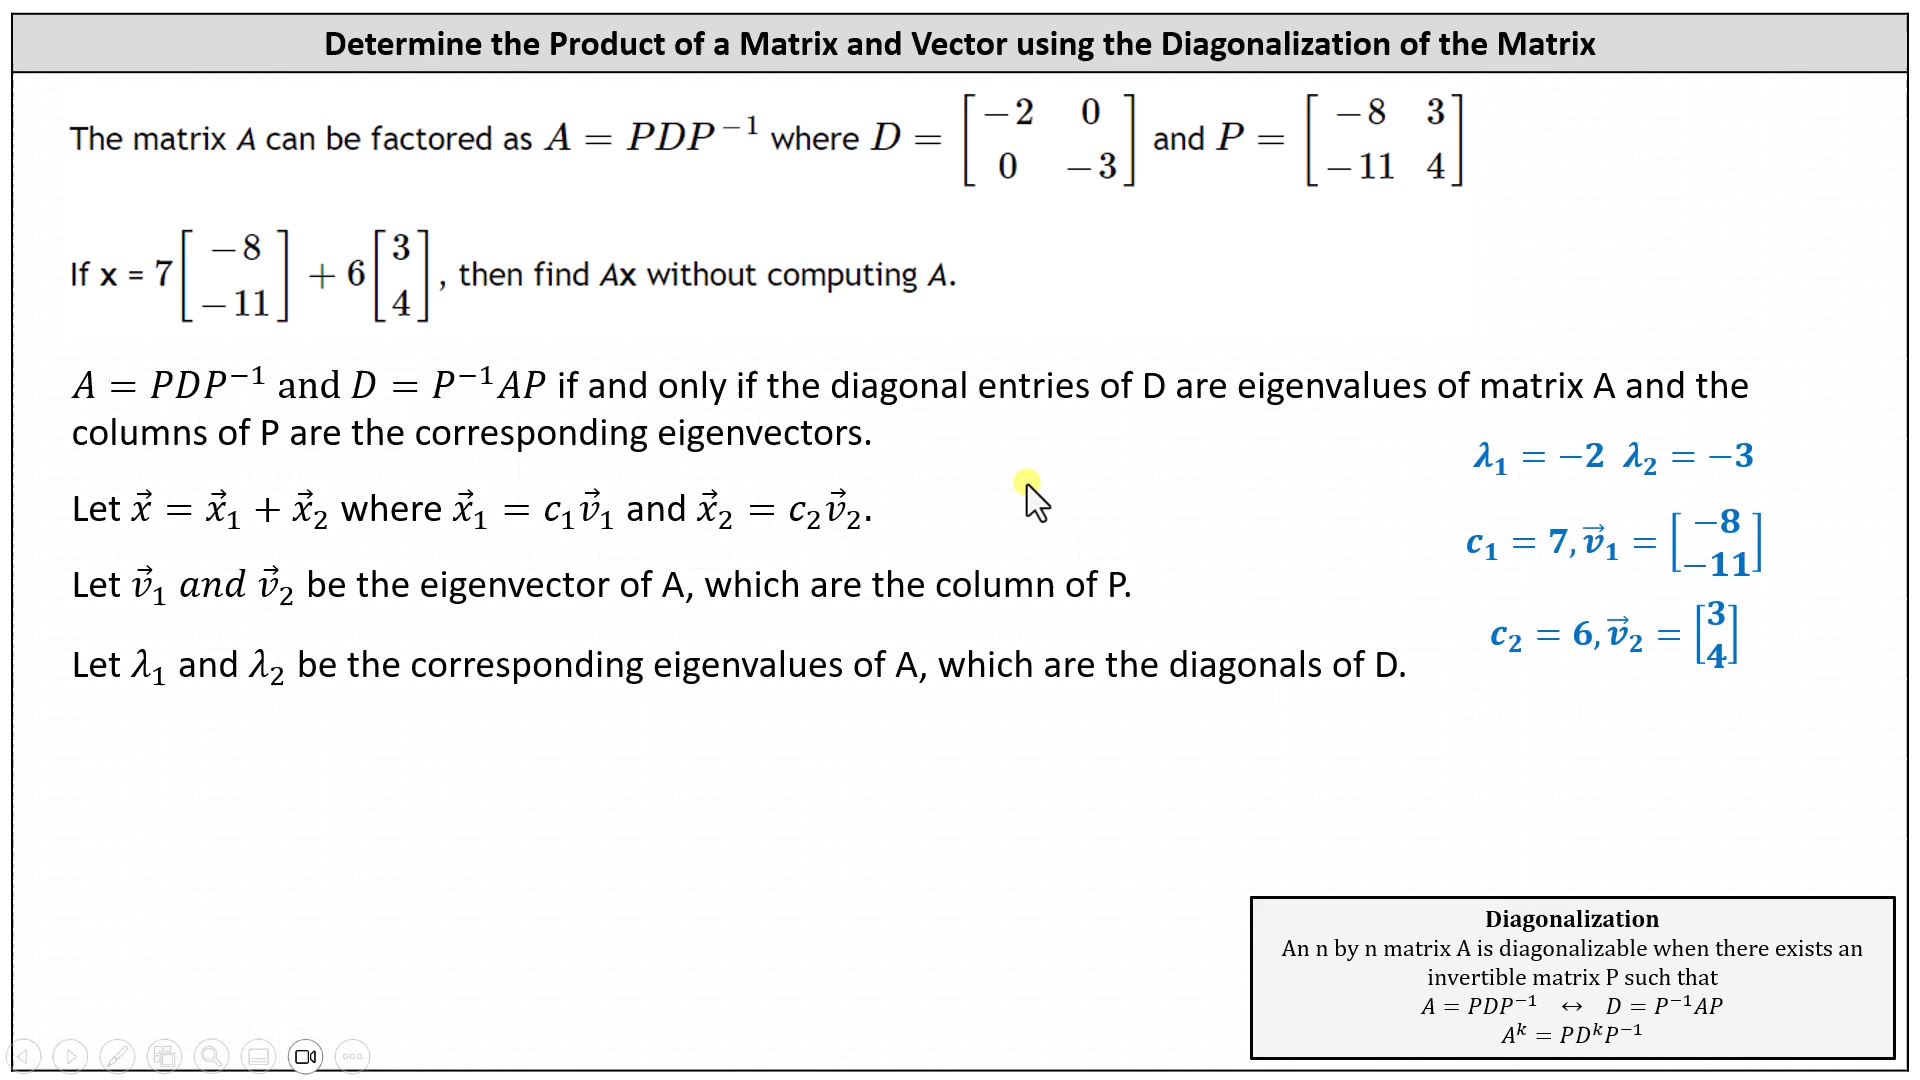 Determine the Product of a Matrix and Vector using the Diagonalization of the Matrix
The matrix A can be factored as A = PDP⁻¹ where D = [−2 0; 0 −3] and P = [−8 3; −11 4]
If x = 7[−8; −11] + 6[3; 4], then find Ax without computing A.
A = PDP⁻¹ and D = P⁻¹AP if and only if the diagonal entries of D are eigenvalues of matrix A and the
columns of P are the corresponding eigenvectors.
λ₁ = −2 λ₂ = −3
Let x⃗ = x⃗₁ + x⃗₂ where x⃗₁ = c₁v⃗₁ and x⃗₂ = c₂v⃗₂.
c₁ = 7, v⃗₁ = [−8; −11]
Let v⃗₁ and v⃗₂ be the eigenvector of A, which are the column of P.
c₂ = 6, v⃗₂ = [3; 4]
Let λ₁ and λ₂ be the corresponding eigenvalues of A, which are the diagonals of D.
Diagonalization
An n by n matrix A is diagonalizable when there exists an
invertible matrix P such that
A = PDP⁻¹ ↔ D = P⁻¹AP
Aᵏ = PDᵏP⁻¹